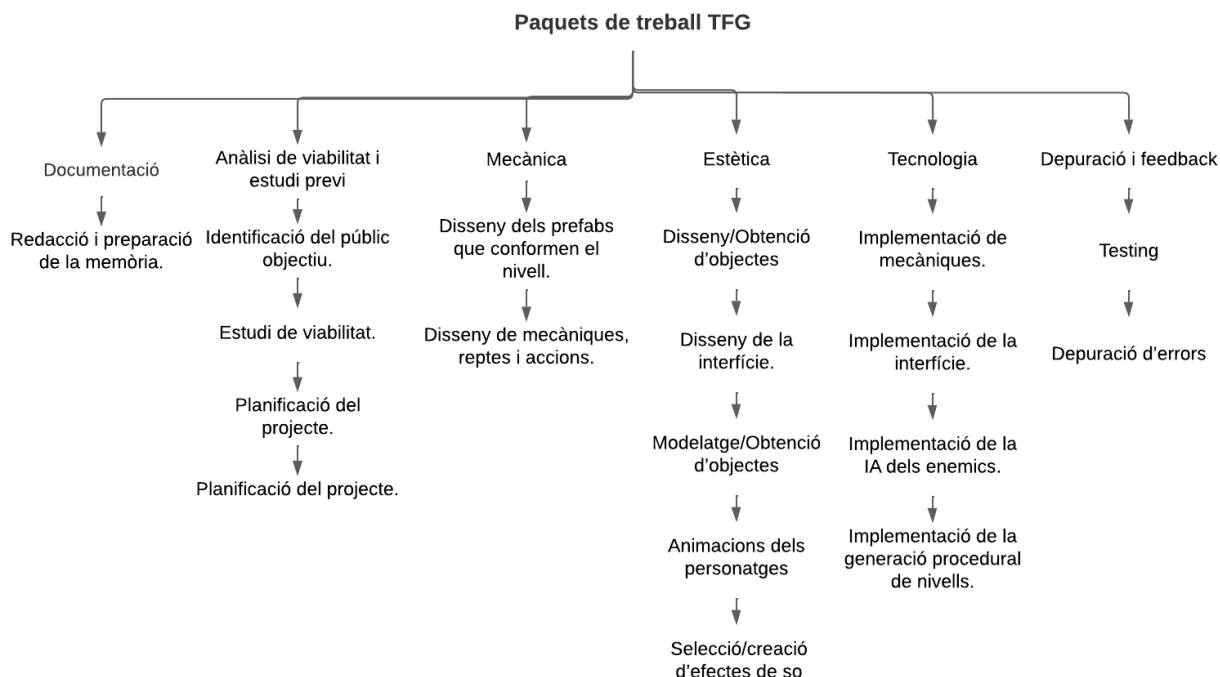 Paquets de treball TFG
Documentació
Redacció i preparació
de la memòria.
Anàlisi de viabilitat i
estudi previ
Identificació del públic
objectiu.
Estudi de viabilitat.
Planificació del
projecte.
Planificació del projecte.
Mecànica
Disseny dels prefabs
que conformen el
nivell.
Disseny de mecàniques,
reptes i accions.
Estètica
Disseny/Obtenció
d'objectes
Disseny de la
interfície.
Modelatge/Obtenció
d'objectes
Animacions dels
personatges
Selecció/creació
d'efectes de so
Tecnologia
Implementació de
mecàniques.
Implementació de la
interfície.
Implementació de la
IA dels enemics.
Implementació de la
generació procedural
de nivells.
Depuració i feedback
Testing
Depuració d'errors